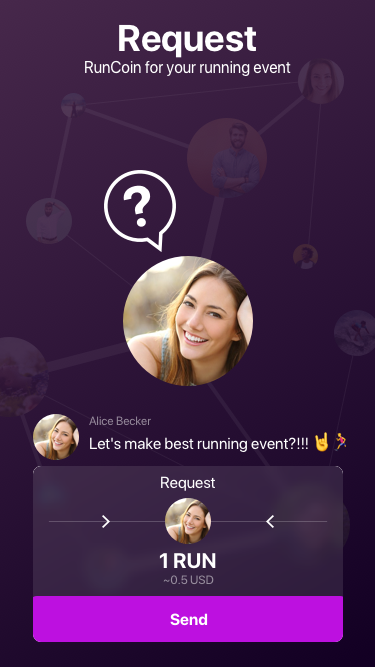 Request
RunCoin for your running event
?
Alice Becker
Let's make best running event?!!! 🤘🏃‍♀️
Request
1 RUN
~0.5 USD
Send